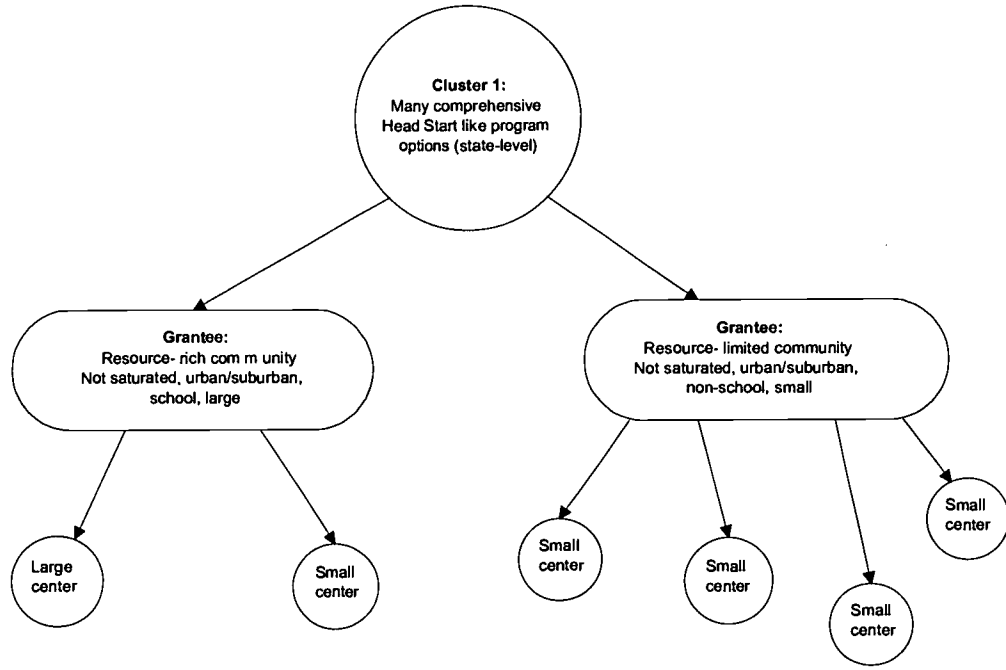 Cluster 1:
Many comprehensive
Head Start like program
options (state-level)
Grantee:
Resource- rich com m unity
Not saturated, urban/suburban,
school, large
Grantee:
Resource- limited community
Not saturated, urban/suburban,
non-school, small
Large
center
Small
center
Small
center
Small
center
Small
center
Small
center